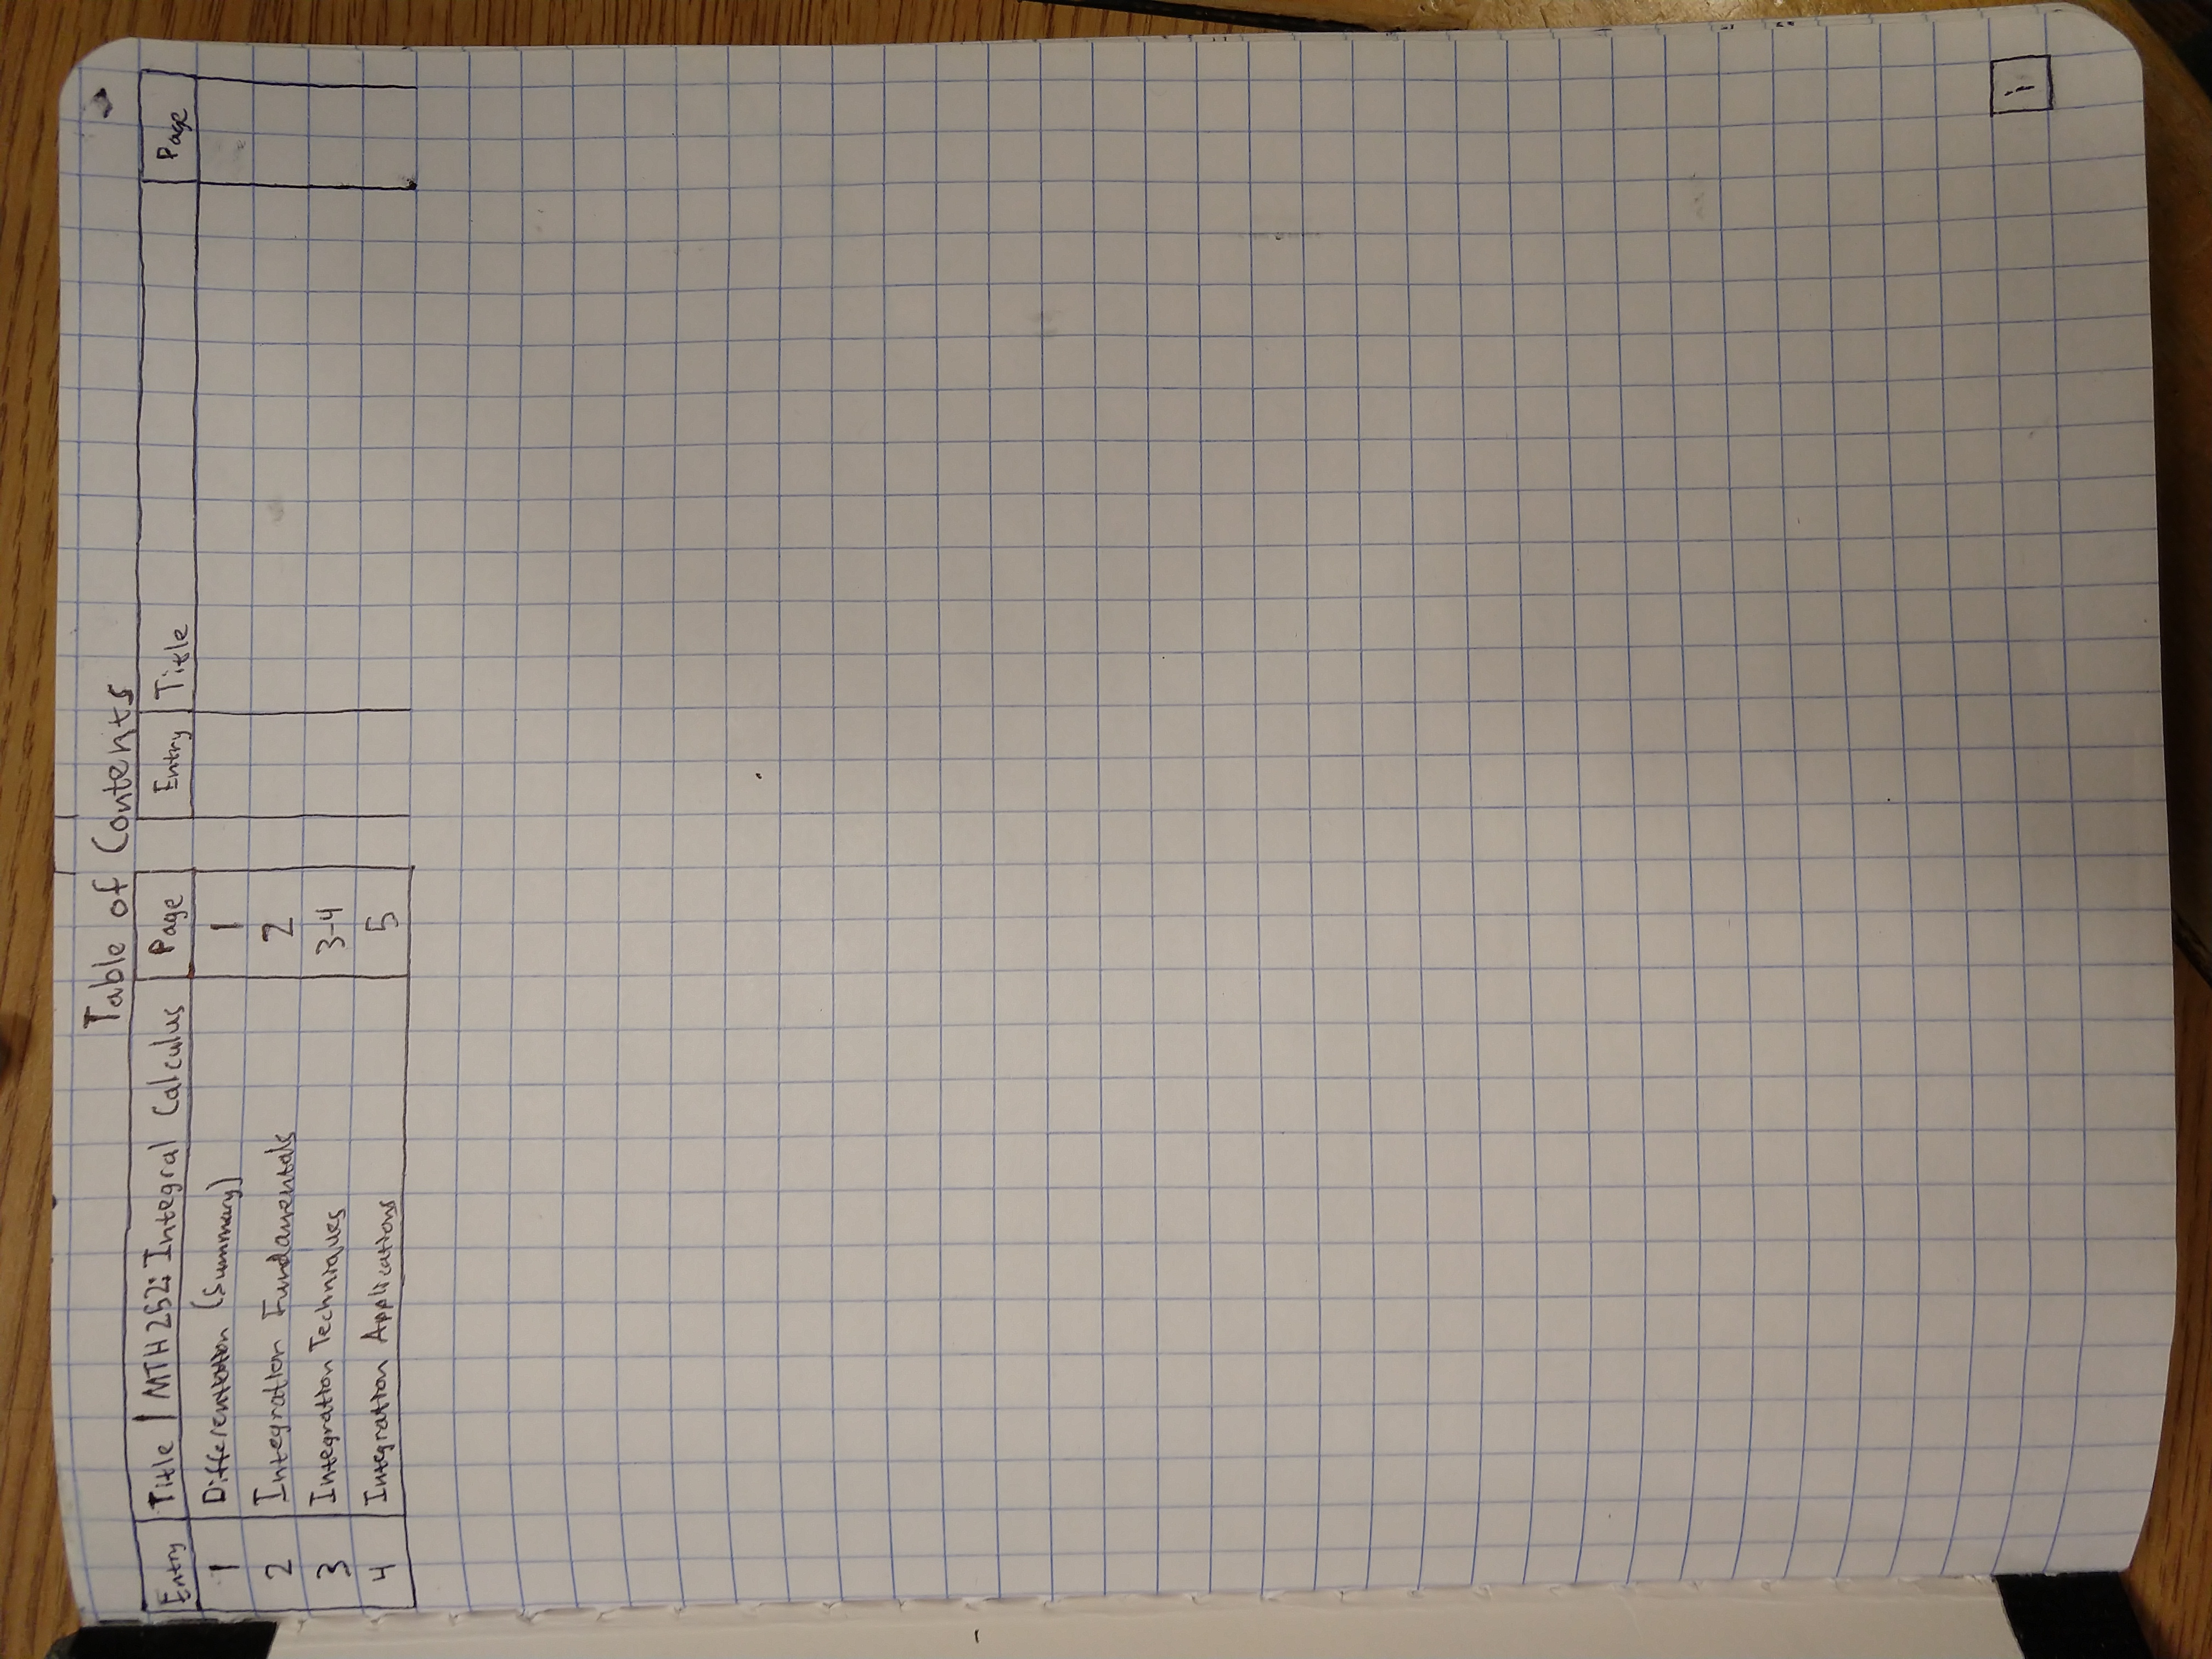 Table of Contents
Entry Title | MTH 252: Integral Calculus Page Entry Title Page
1 Differentiation (Summary) 1
2 Integration Fundamentals 2
3 Integration Techniques 3-4
4 Integration Applications 5
i